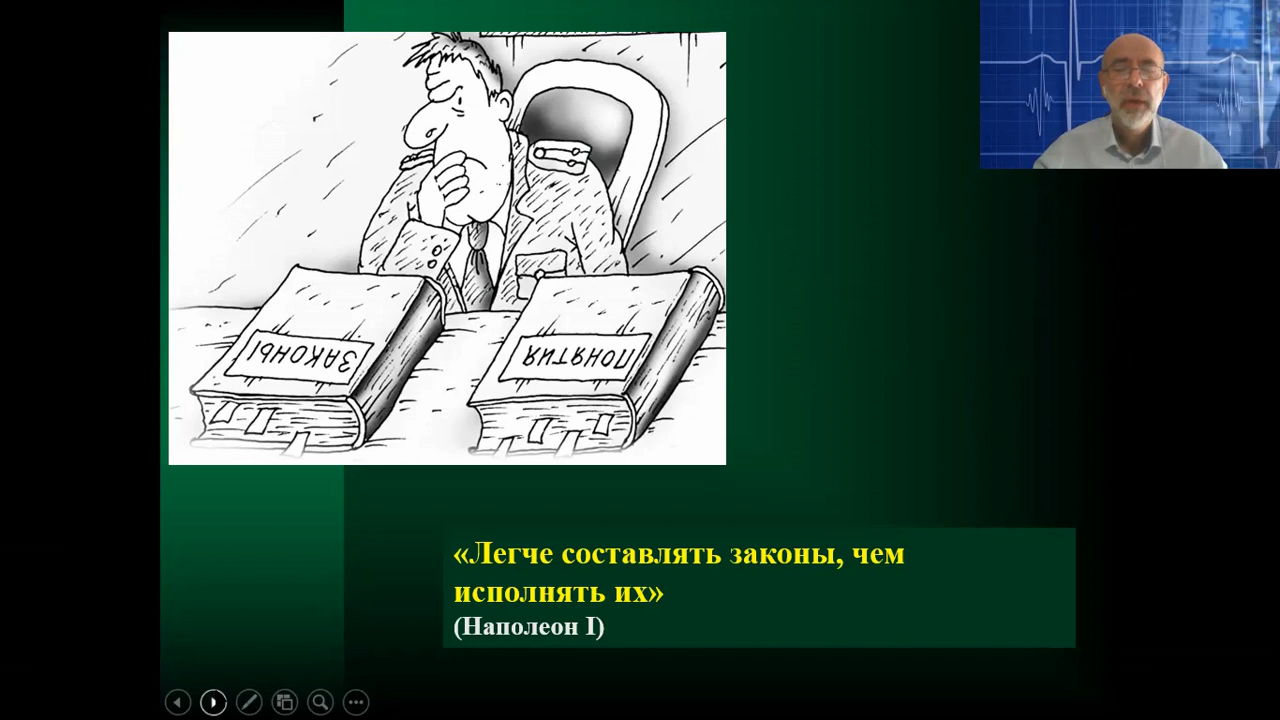 ЗАКОНЫ
ПОНЯТИЯ
«Легче составлять законы, чем
исполнять их»
(Наполеон I)